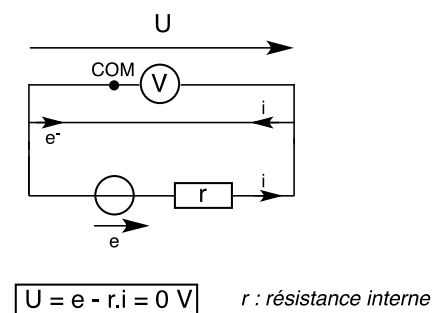 U
COM
V
e- i
r i
e
U = e - r.i = 0 V r : résistance interne